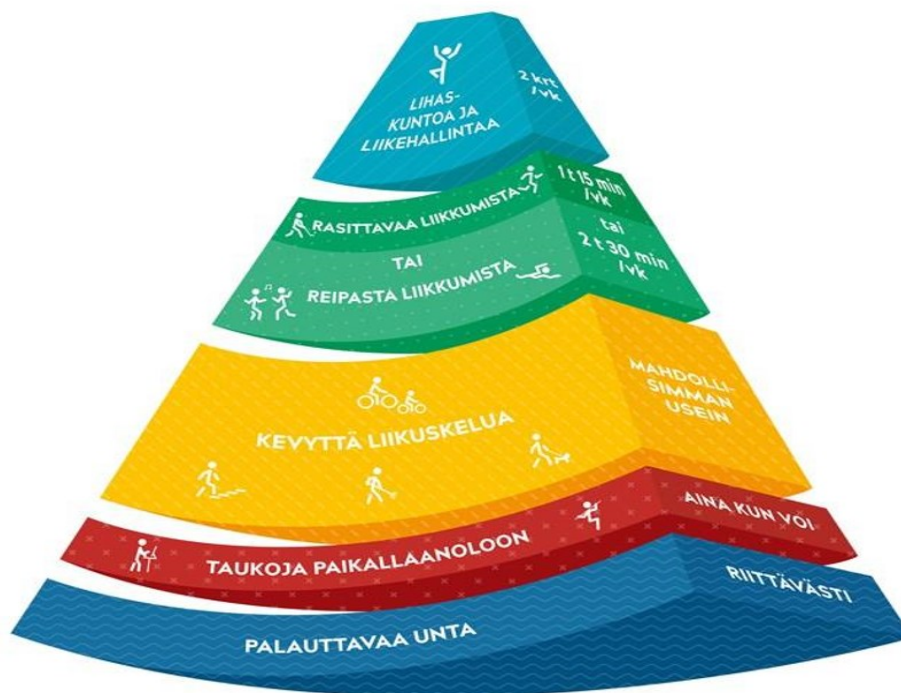 LIHAS-
KUNTOA JA
LIIKEHALLINTAA
2 krt
/vk
RASITTAVAA LIIKKUMISTA
1 t 15 min
/vk
TAI
tai
REIPASTA LIIKKUMISTA
2 t 30 min
/vk
KEVYTTÄ LIIKUSKELUA
MAHDOLLI-
SIMMAN
USEIN
TAUKOJA PAIKALLAANOLOON
AINA KUN VOI
PALAUTTAVAA UNTA
RIITTÄVÄSTI